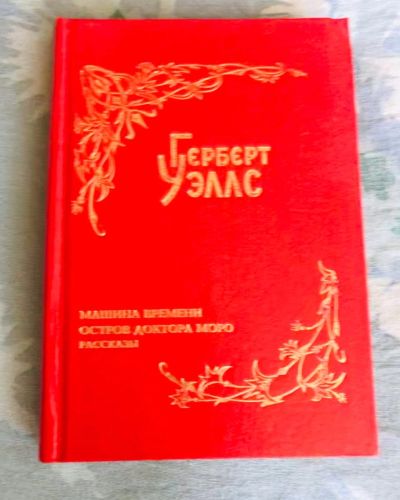 Герберт
Уэллс
МАШИНА ВРЕМЕНИ
ОСТРОВ ДОКТОРА МОРО
РАССКАЗЫ